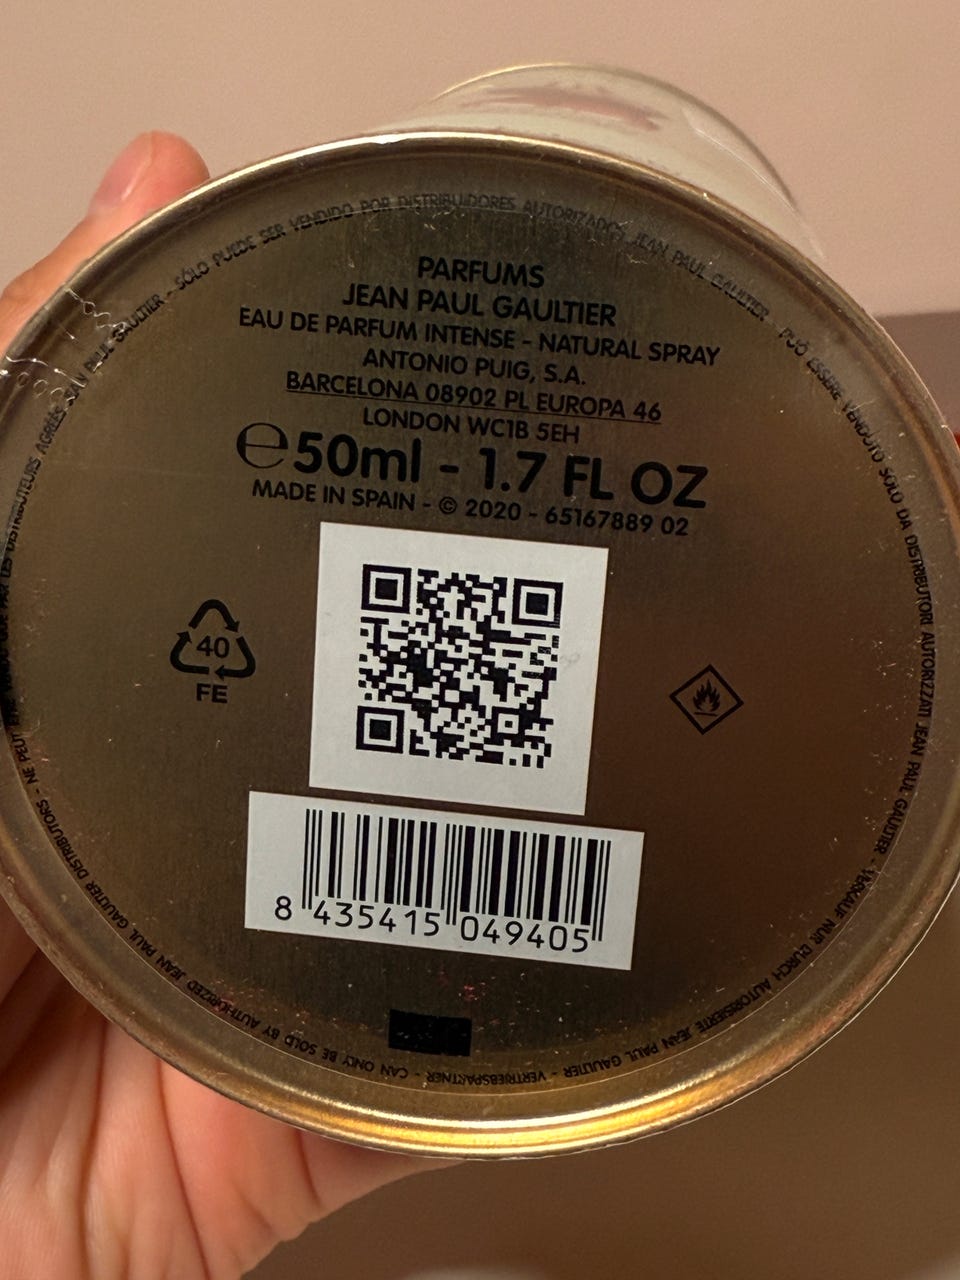 SÓLO PUEDE SER VENDIDO POR DISTRIBUIDORES AUTORIZADOS JEAN PAUL GAULTIER - PUÒ ESSERE VENDUTO SOLO DA DISTRIBUTORI AUTORIZZATI JEAN PAUL GAULTIER - VERKAUF NUR DURCH AUTORISIERTE JEAN PAUL GAULTIER - VERTRIEBSPARTNER - CAN ONLY BE SOLD BY AUTHORIZED JEAN PAUL GAULTIER DISTRIBUTORS - NE PEUT PAR LES DISTRIBUTEURS AGRÉÉS JEAN PAUL GAULTIER -
PARFUMS
JEAN PAUL GAULTIER
EAU DE PARFUM INTENSE - NATURAL SPRAY
ANTONIO PUIG, S.A.
BARCELONA 08902 PL EUROPA 46
LONDON WC1B 5EH
℮50ml - 1.7 FL OZ
MADE IN SPAIN - © 2020 - 65167889 02
40
FE
8 435415 049405